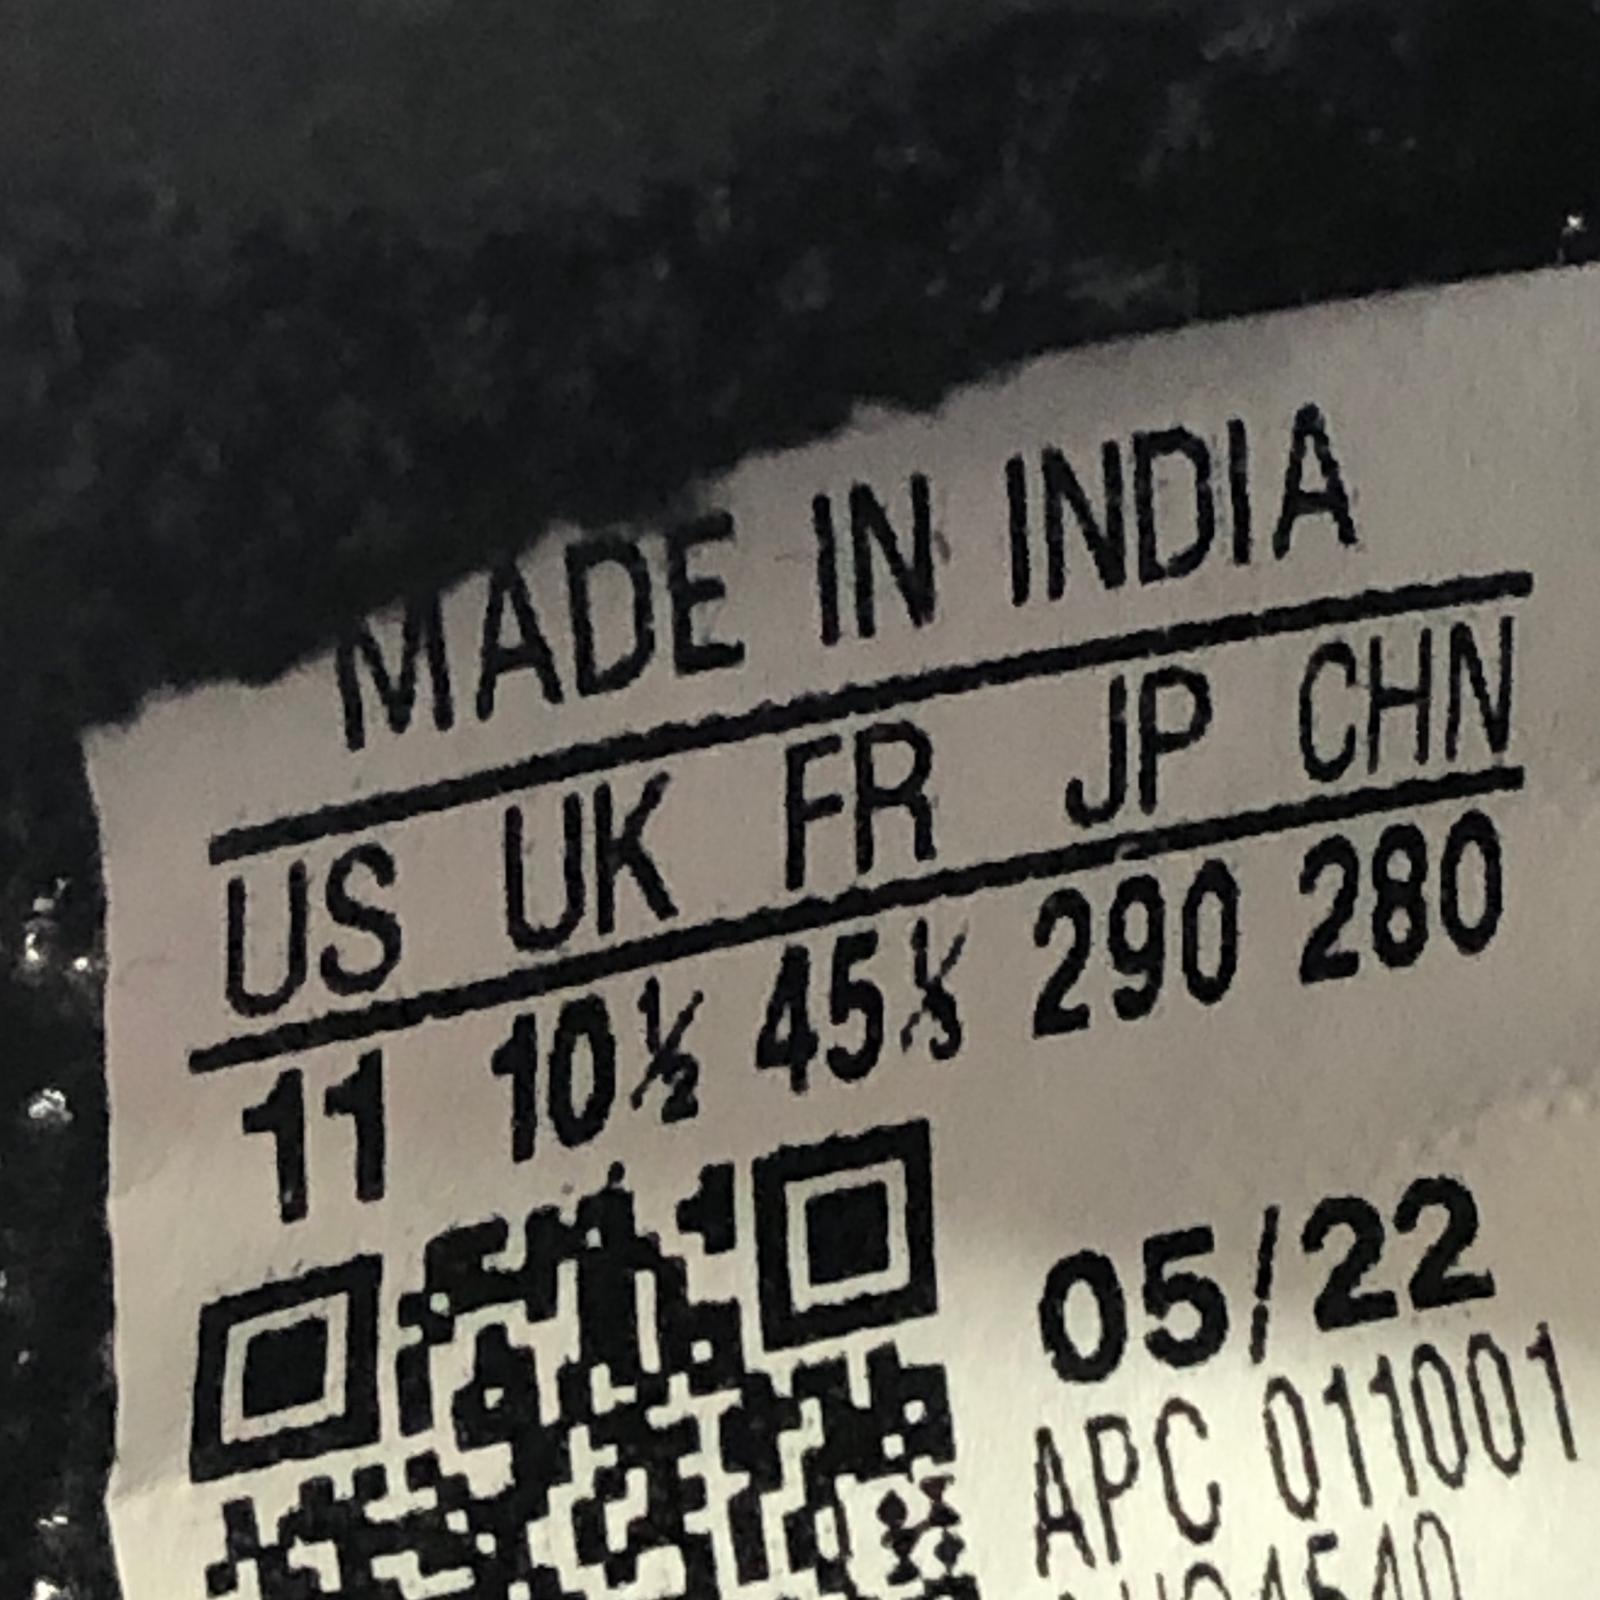 MADE IN INDIA
US UK FR JP CHN
11 10½ 45⅓ 290 280
05/22
APC 011001